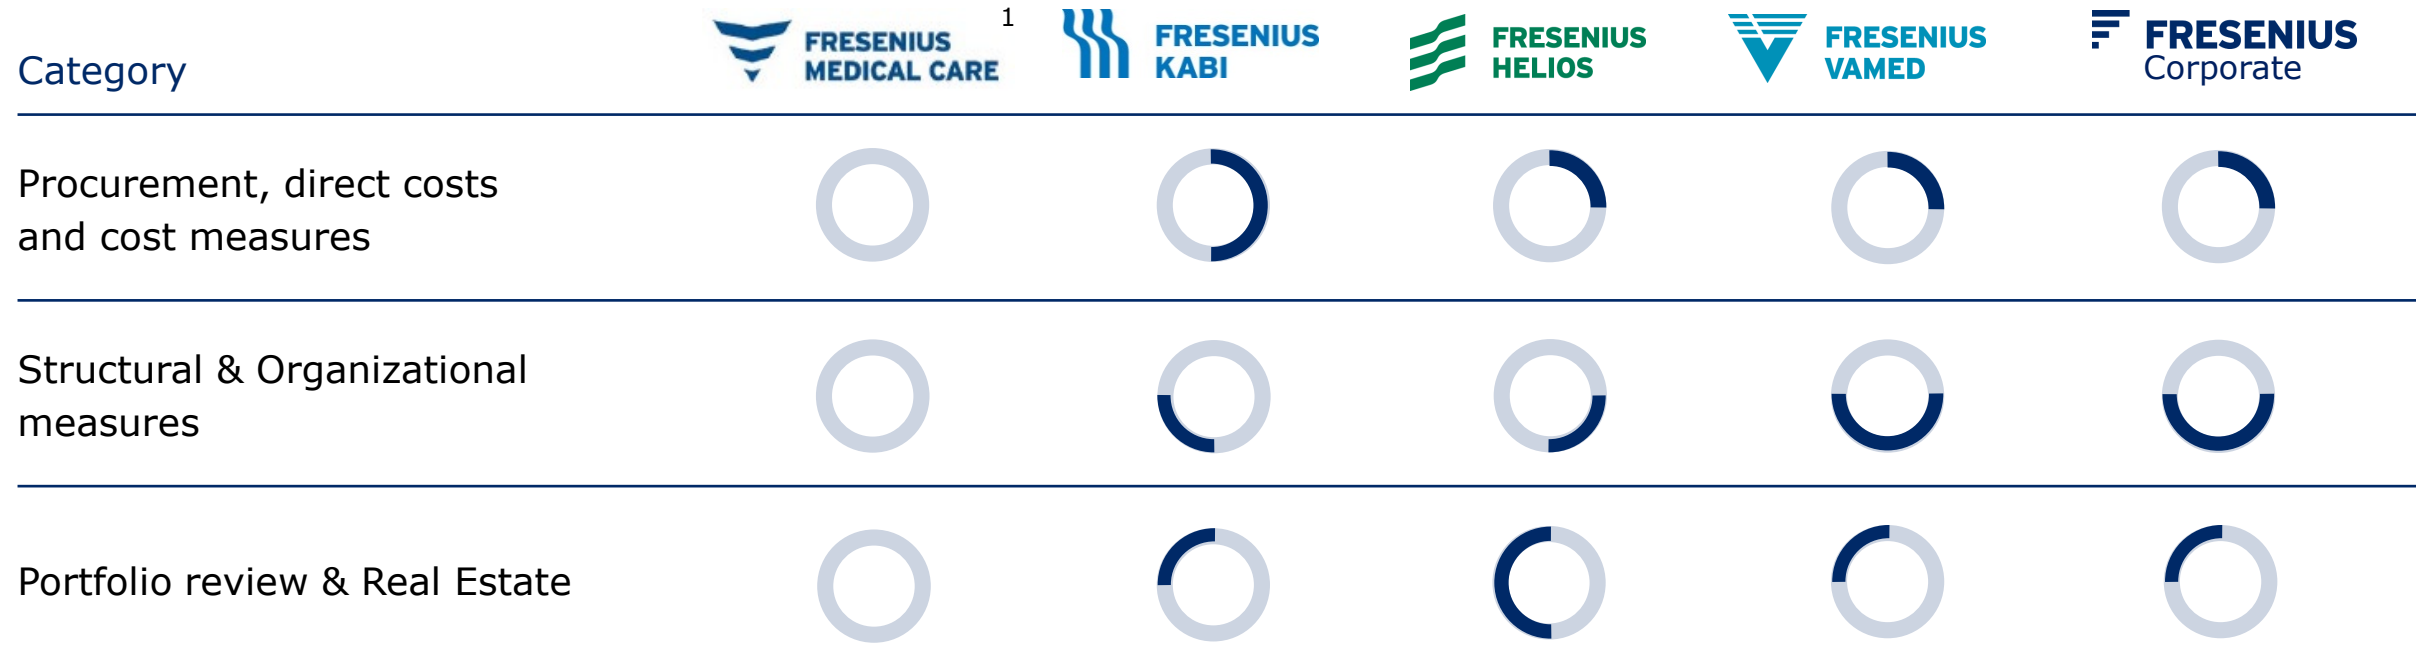 Category
FRESENIUS
MEDICAL CARE
1
FRESENIUS
KABI
FRESENIUS
HELIOS
FRESENIUS
VAMED
FRESENIUS
Corporate
Procurement, direct costs
and cost measures
Structural & Organizational
measures
Portfolio review & Real Estate